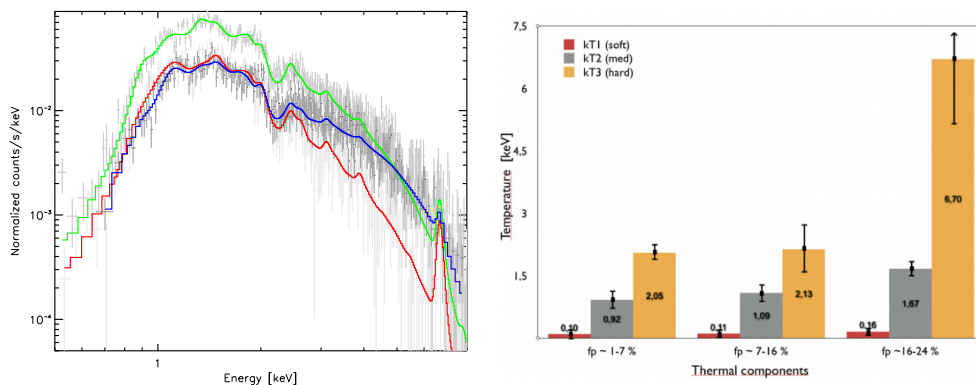 Normalized counts/s/keV
10⁻²
10⁻³
10⁻⁴
1
Energy [keV]
Temperature [keV]
7,5
6
4,5
3
1,5
0
kT1 (soft)
kT2 (med)
kT3 (hard)
0,10
0,92
2,05
0,11
1,09
2,13
0,16
1,67
6,70
fp ~ 1-7 %
fp ~ 7-16 %
fp ~16-24 %
Thermal components